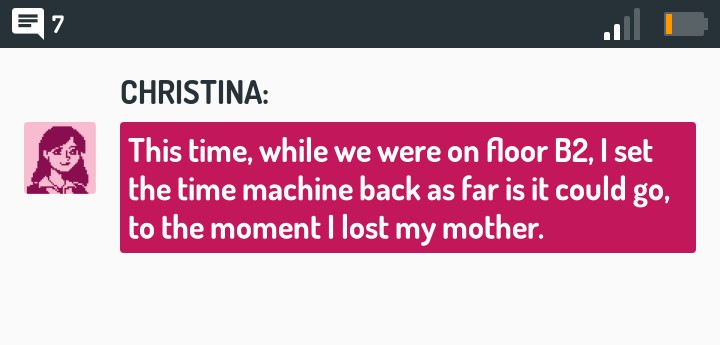 7
CHRISTINA:
This time, while we were on floor B2, I set
the time machine back as far is it could go,
to the moment I lost my mother.